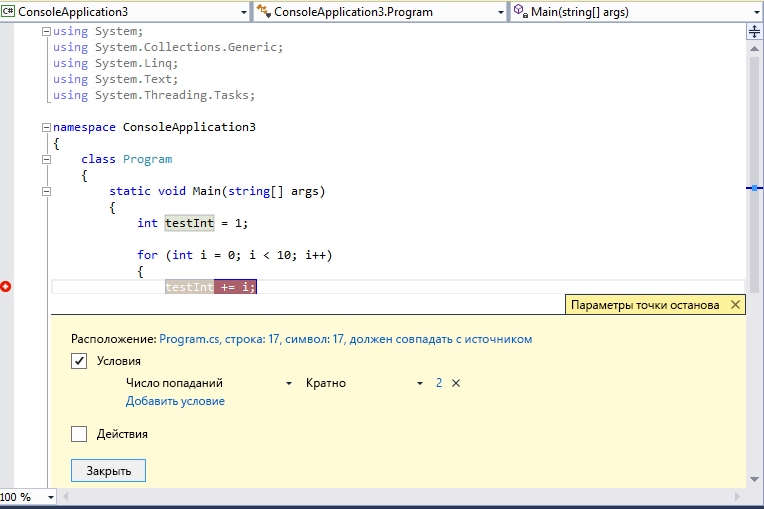 C# ConsoleApplication3 ConsoleApplication3.Program Main(string[] args)
using System;
using System.Collections.Generic;
using System.Linq;
using System.Text;
using System.Threading.Tasks;
namespace ConsoleApplication3
{
class Program
{
static void Main(string[] args)
{
int testInt = 1;
for (int i = 0; i < 10; i++)
{
testInt += i;
Параметры точки останова
Расположение: Program.cs, строка: 17, символ: 17, должен совпадать с источником
Условия
Число попаданий Кратно 2
Добавить условие
Действия
Закрыть
100 %